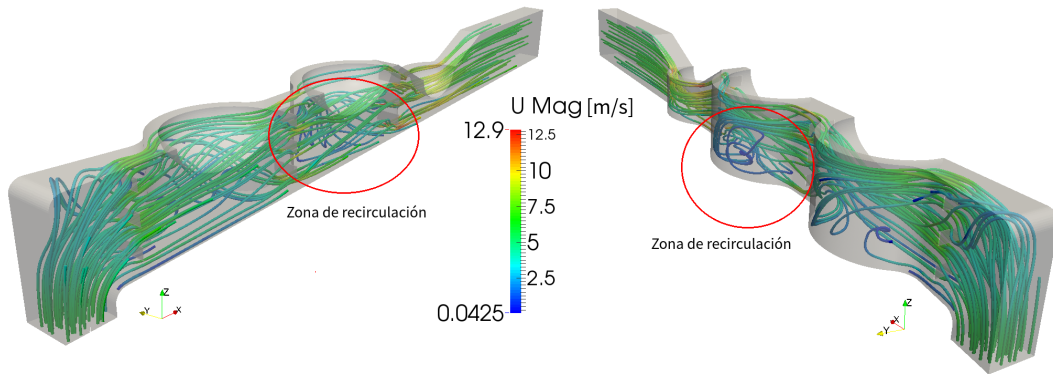 Zona de recirculación
Z
Y
X
U Mag [m/s]
12.9
12.5
10
7.5
5
2.5
0.0425
Zona de recirculación
Z
X
Y